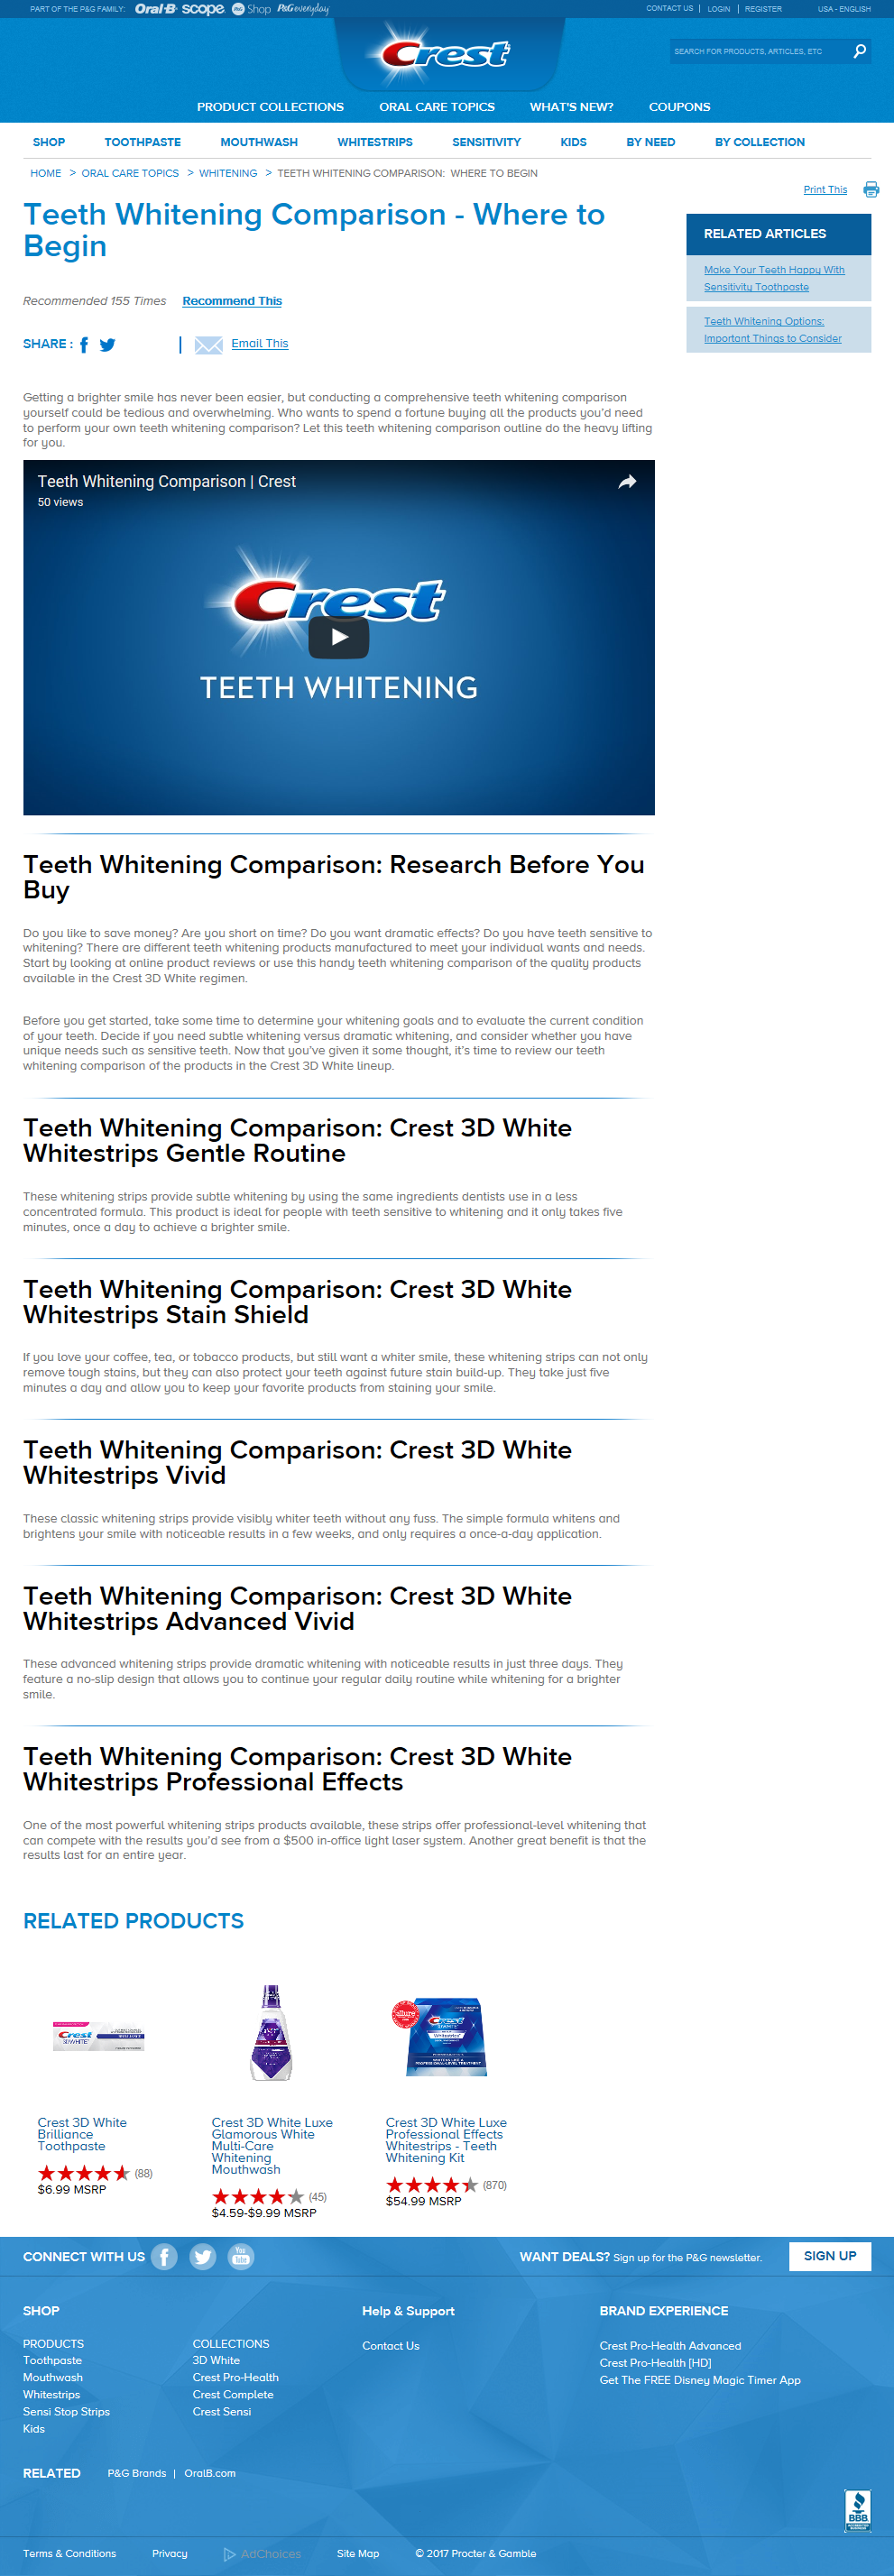 PART OF THE P&G FAMILY: Oral-B scope P&G Shop P&G everyday
CONTACT US | LOGIN | REGISTER USA - ENGLISH
Crest
SEARCH FOR PRODUCTS, ARTICLES, ETC
PRODUCT COLLECTIONS ORAL CARE TOPICS WHAT'S NEW? COUPONS
SHOP TOOTHPASTE MOUTHWASH WHITESTRIPS SENSITIVITY KIDS BY NEED BY COLLECTION
HOME > ORAL CARE TOPICS > WHITENING > TEETH WHITENING COMPARISON: WHERE TO BEGIN
Print This
Teeth Whitening Comparison - Where to
Begin
RELATED ARTICLES
Make Your Teeth Happy With
Sensitivity Toothpaste
Teeth Whitening Options:
Important Things to Consider
Recommended 155 Times Recommend This
SHARE : | Email This
Getting a brighter smile has never been easier, but conducting a comprehensive teeth whitening comparison
yourself could be tedious and overwhelming. Who wants to spend a fortune buying all the products you'd need
to perform your own teeth whitening comparison? Let this teeth whitening comparison outline do the heavy lifting
for you.
Teeth Whitening Comparison | Crest
50 views
Crest
TEETH WHITENING
Teeth Whitening Comparison: Research Before You
Buy
Do you like to save money? Are you short on time? Do you want dramatic effects? Do you have teeth sensitive to
whitening? There are different teeth whitening products manufactured to meet your individual wants and needs.
Start by looking at online product reviews or use this handy teeth whitening comparison of the quality products
available in the Crest 3D White regimen.
Before you get started, take some time to determine your whitening goals and to evaluate the current condition
of your teeth. Decide if you need subtle whitening versus dramatic whitening, and consider whether you have
unique needs such as sensitive teeth. Now that you've given it some thought, it's time to review our teeth
whitening comparison of the products in the Crest 3D White lineup.
Teeth Whitening Comparison: Crest 3D White
Whitestrips Gentle Routine
These whitening strips provide subtle whitening by using the same ingredients dentists use in a less
concentrated formula. This product is ideal for people with teeth sensitive to whitening and it only takes five
minutes, once a day to achieve a brighter smile.
Teeth Whitening Comparison: Crest 3D White
Whitestrips Stain Shield
If you love your coffee, tea, or tobacco products, but still want a whiter smile, these whitening strips can not only
remove tough stains, but they can also protect your teeth against future stain build-up. They take just five
minutes a day and allow you to keep your favorite products from staining your smile.
Teeth Whitening Comparison: Crest 3D White
Whitestrips Vivid
These classic whitening strips provide visibly whiter teeth without any fuss. The simple formula whitens and
brightens your smile with noticeable results in a few weeks, and only requires a once-a-day application.
Teeth Whitening Comparison: Crest 3D White
Whitestrips Advanced Vivid
These advanced whitening strips provide dramatic whitening with noticeable results in just three days. They
feature a no-slip design that allows you to continue your regular daily routine while whitening for a brighter
smile.
Teeth Whitening Comparison: Crest 3D White
Whitestrips Professional Effects
One of the most powerful whitening strips products available, these strips offer professional-level whitening that
can compete with the results you'd see from a $500 in-office light laser system. Another great benefit is that the
results last for an entire year.
RELATED PRODUCTS
Crest 3D White
Brilliance
Toothpaste
(88)
$6.99 MSRP
Crest 3D White Luxe
Glamorous White
Multi-Care
Whitening
Mouthwash
(45)
$4.59-$9.99 MSRP
Crest 3D White Luxe
Professional Effects
Whitestrips - Teeth
Whitening Kit
(870)
$54.99 MSRP
CONNECT WITH US You Tube WANT DEALS? Sign up for the P&G newsletter. SIGN UP
SHOP
PRODUCTS
Toothpaste
Mouthwash
Whitestrips
Sensi Stop Strips
Kids
COLLECTIONS
3D White
Crest Pro-Health
Crest Complete
Crest Sensi
Help & Support
Contact Us
BRAND EXPERIENCE
Crest Pro-Health Advanced
Crest Pro-Health [HD]
Get The FREE Disney Magic Timer App
RELATED P&G Brands | OralB.com
BBB
Terms & Conditions Privacy AdChoices Site Map © 2017 Procter & Gamble